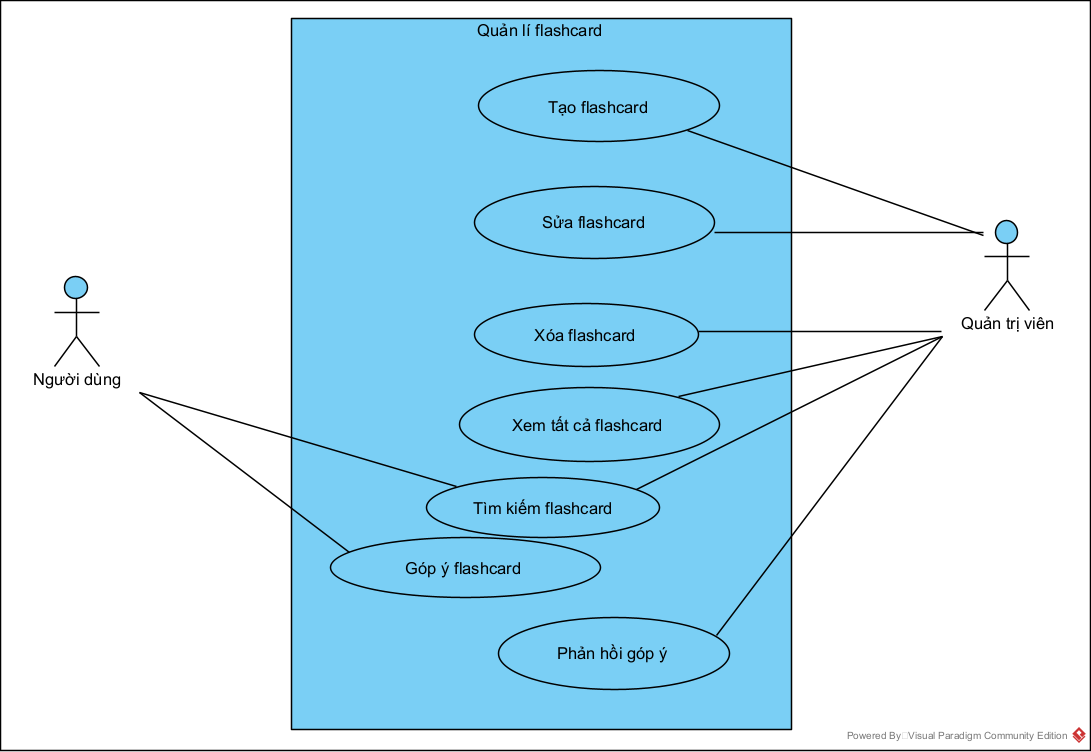 Quản lí flashcard
Tạo flashcard
Sửa flashcard
Xóa flashcard
Xem tất cả flashcard
Tìm kiếm flashcard
Góp ý flashcard
Phản hồi góp ý
Người dùng
Quản trị viên
Powered By Visual Paradigm Community Edition